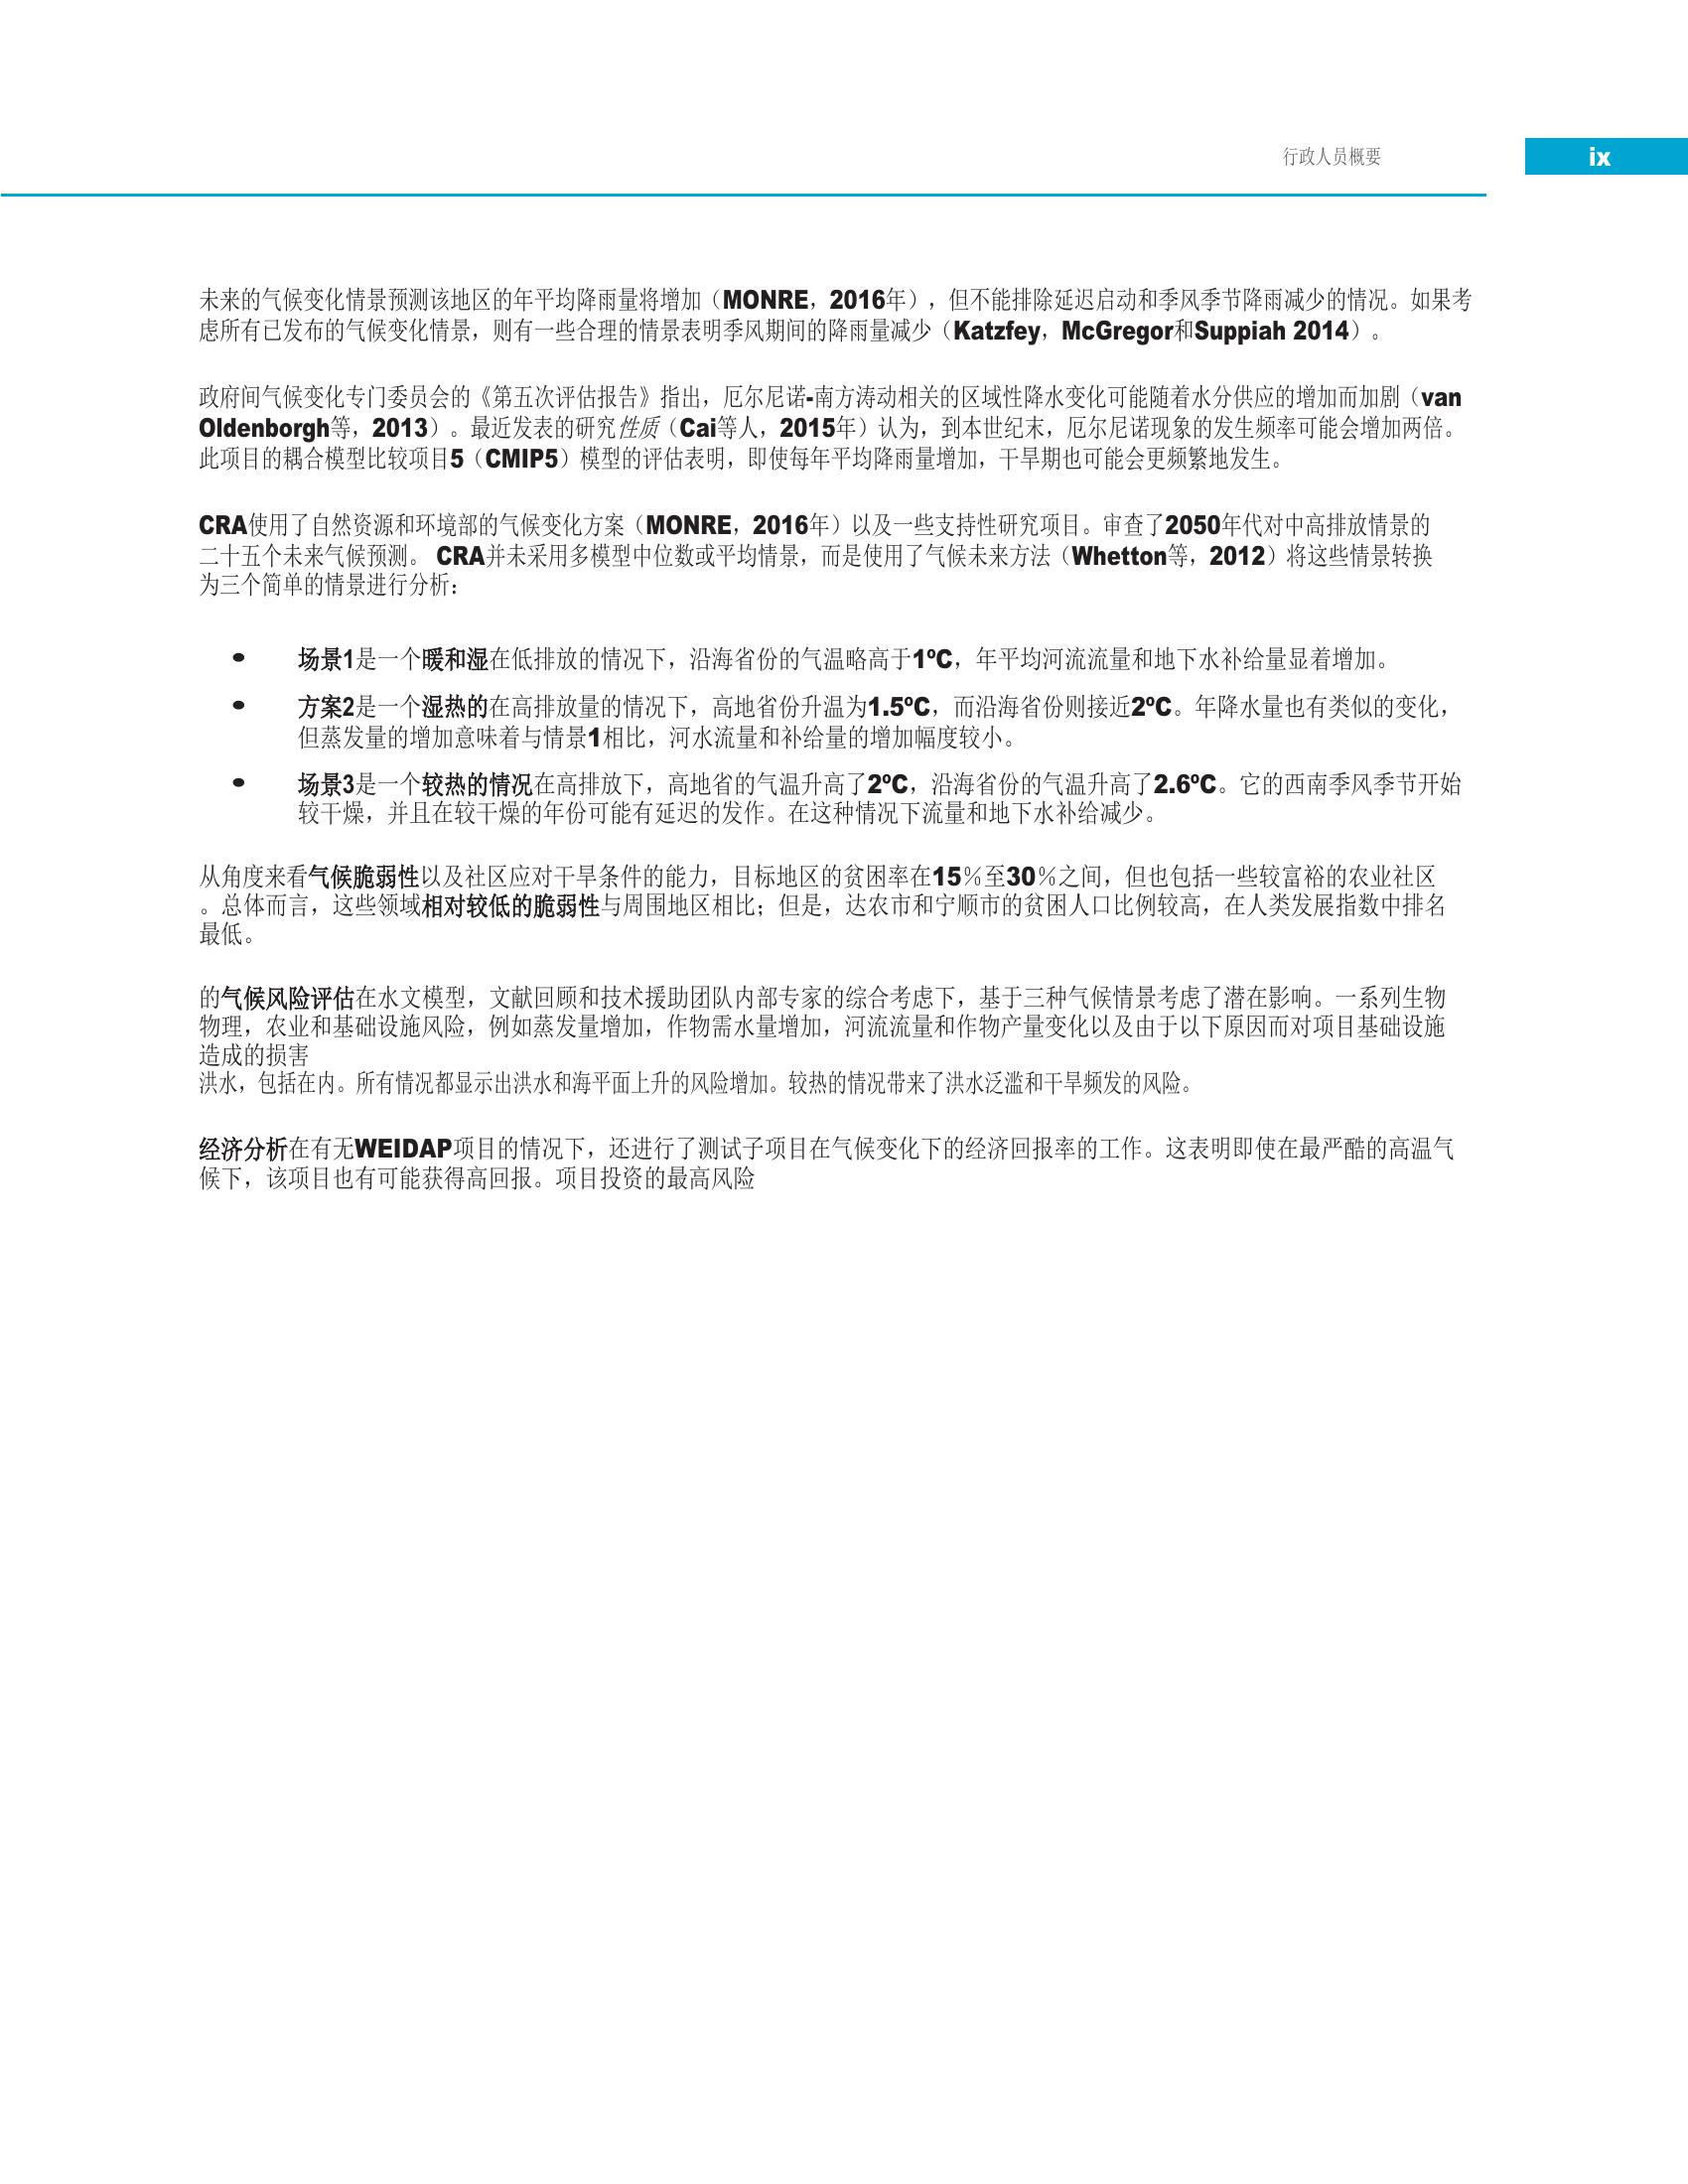 行政人员概要
ix
未来的气候变化情景预测该地区的年平均降雨量将增加（MONRE，2016年），但不能排除延迟启动和季风季节降雨减少的情况。如果考
虑所有已发布的气候变化情景，则有一些合理的情景表明季风期间的降雨量减少（Katzfey，McGregor和Suppiah 2014）。
政府间气候变化专门委员会的《第五次评估报告》指出，厄尔尼诺-南方涛动相关的区域性降水变化可能随着水分供应的增加而加剧（van
Oldenborgh等，2013）。最近发表的研究性质（Cai等人，2015年）认为，到本世纪末，厄尔尼诺现象的发生频率可能会增加两倍。
此项目的耦合模型比较项目5（CMIP5）模型的评估表明，即使每年平均降雨量增加，干旱期也可能会更频繁地发生。
CRA使用了自然资源和环境部的气候变化方案（MONRE，2016年）以及一些支持性研究项目。审查了2050年代对中高排放情景的
二十五个未来气候预测。 CRA并未采用多模型中位数或平均情景，而是使用了气候未来方法（Whetton等，2012）将这些情景转换
为三个简单的情景进行分析：
• 场景1是一个暖和湿在低排放的情况下，沿海省份的气温略高于1ºC，年平均河流流量和地下水补给量显着增加。
• 方案2是一个湿热的在高排放量的情况下，高地省份升温为1.5ºC，而沿海省份则接近2ºC。年降水量也有类似的变化，
但蒸发量的增加意味着与情景1相比，河水流量和补给量的增加幅度较小。
• 场景3是一个较热的情况在高排放下，高地省的气温升高了2ºC，沿海省份的气温升高了2.6ºC。它的西南季风季节开始
较干燥，并且在较干燥的年份可能有延迟的发作。在这种情况下流量和地下水补给减少。
从角度来看气候脆弱性以及社区应对干旱条件的能力，目标地区的贫困率在15％至30％之间，但也包括一些较富裕的农业社区
。总体而言，这些领域相对较低的脆弱性与周围地区相比；但是，达农市和宁顺市的贫困人口比例较高，在人类发展指数中排名
最低。
的气候风险评估在水文模型，文献回顾和技术援助团队内部专家的综合考虑下，基于三种气候情景考虑了潜在影响。一系列生物
物理，农业和基础设施风险，例如蒸发量增加，作物需水量增加，河流流量和作物产量变化以及由于以下原因而对项目基础设施
造成的损害
洪水，包括在内。所有情况都显示出洪水和海平面上升的风险增加。较热的情况带来了洪水泛滥和干旱频发的风险。
经济分析在有无WEIDAP项目的情况下，还进行了测试子项目在气候变化下的经济回报率的工作。这表明即使在最严酷的高温气
候下，该项目也有可能获得高回报。项目投资的最高风险